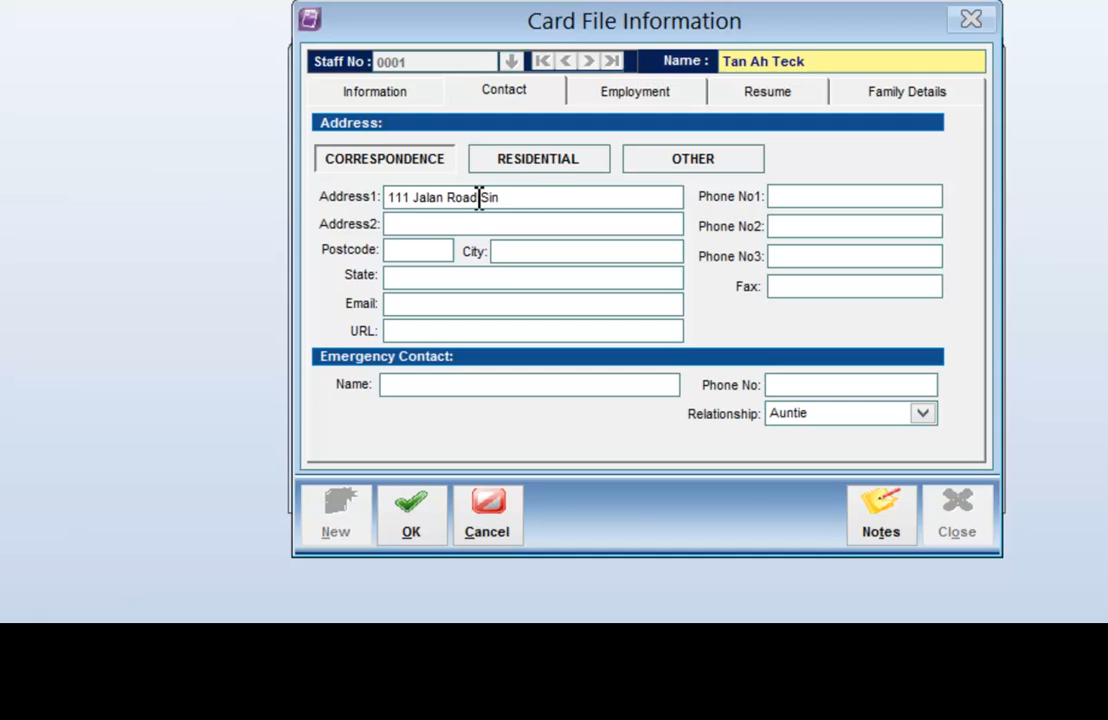 Card File Information
Staff No : 0001 Name : Tan Ah Teck
Information Contact Employment Resume Family Details
Address:
CORRESPONDENCE RESIDENTIAL OTHER
Address1: 111 Jalan Road Sin Phone No1:
Address2: Phone No2:
Postcode: City: Phone No3:
State: Fax:
Email:
URL:
Emergency Contact:
Name: Phone No:
Relationship: Auntie
New OK Cancel Notes Close